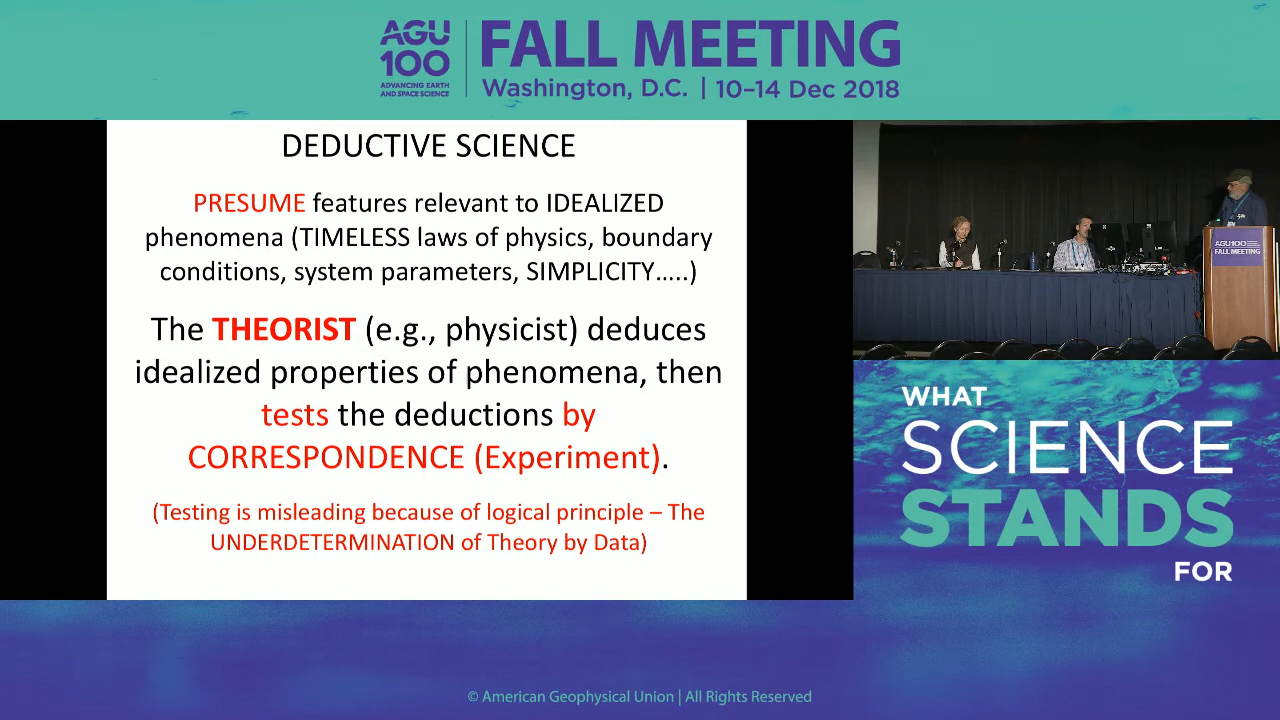 AGU
100
ADVANCING EARTH
AND SPACE SCIENCE
FALL MEETING
Washington, D.C. | 10–14 Dec 2018
DEDUCTIVE SCIENCE
PRESUME features relevant to IDEALIZED
phenomena (TIMELESS laws of physics, boundary
conditions, system parameters, SIMPLICITY.....)
The THEORIST (e.g., physicist) deduces
idealized properties of phenomena, then
tests the deductions by
CORRESPONDENCE (Experiment).
(Testing is misleading because of logical principle – The
UNDERDETERMINATION of Theory by Data)
AGU100
FALL MEETING
WHAT
SCIENCE
STANDS
FOR
© American Geophysical Union | All Rights Reserved